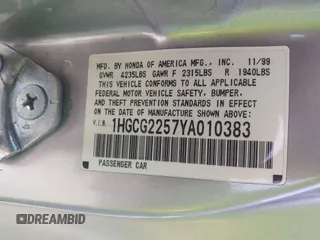 MFD. BY HONDA OF AMERICA MFG., INC. 11/99
GVWR 4235LBS GAWR F 2315LBS R 1940LBS
THIS VEHICLE CONFORMS TO ALL APPLICABLE
FEDERAL MOTOR VEHICLE SAFETY, BUMPER,
AND THEFT PREVENTION STANDARDS IN EFFECT ON
THE DATE OF MANUFACTURE SHOWN ABOVE.
V.I.N. 1HGCG2257YA010383
PASSENGER CAR
DREAMBID